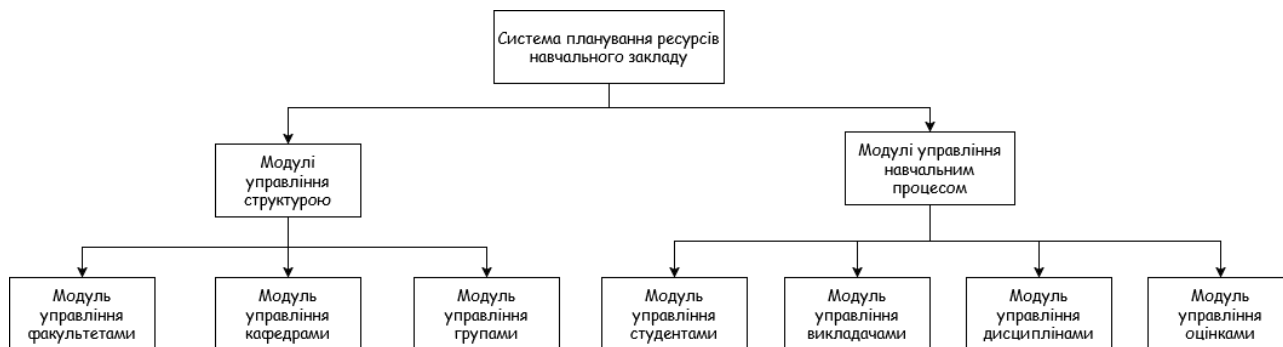 Система планування ресурсів
навчального закладу
Модулі
управління
структурою
Модулі управління
навчальним
процесом
Модуль
управління
факультетами
Модуль
управління
кафедрами
Модуль
управління
групами
Модуль
управління
студентами
Модуль
управління
викладачами
Модуль
управління
дисциплінами
Модуль
управління
оцінками